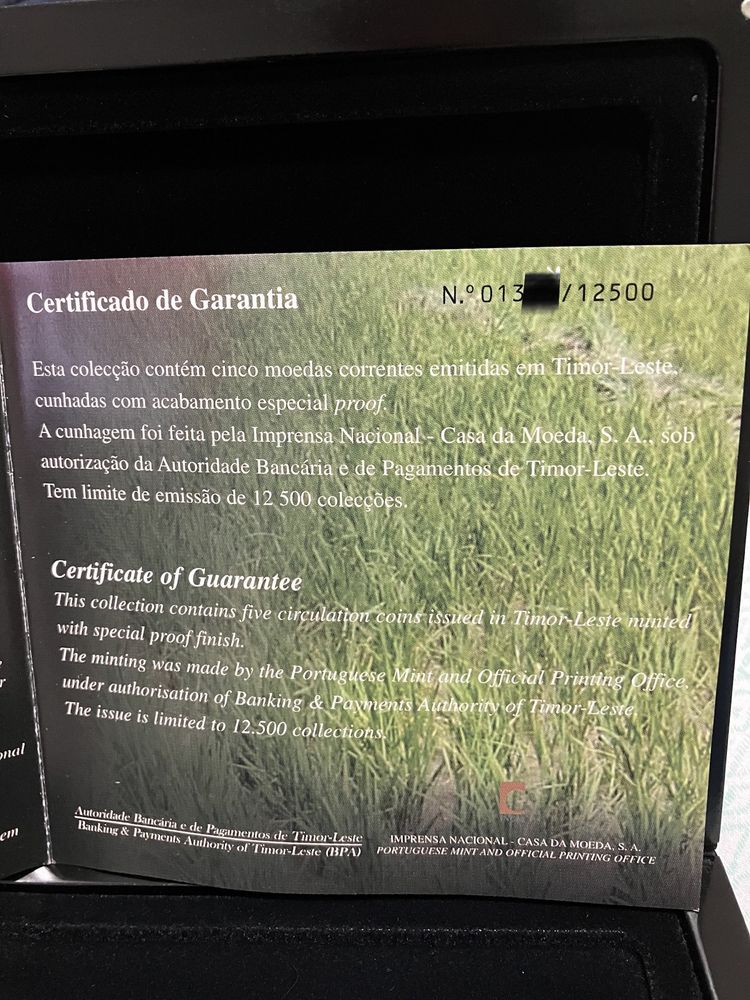 Certificado de Garantia
N.º 013 /12500
Esta colecção contém cinco moedas correntes emitidas em Timor-Leste,
cunhadas com acabamento especial proof.
A cunhagem foi feita pela Imprensa Nacional - Casa da Moeda, S. A., sob
autorização da Autoridade Bancária e de Pagamentos de Timor-Leste.
Tem limite de emissão de 12 500 colecções.
Certificate of Guarantee
This collection contains five circulation coins issued in Timor-Leste minted
with special proof finish.
The minting was made by the Portuguese Mint and Official Printing Office,
under authorisation of Banking & Payments Authority of Timor-Leste.
The issue is limited to 12.500 collections.
Autoridade Bancária e de Pagamentos de Timor-Leste
Banking & Payments Authority of Timor-Leste (BPA)
IMPRENSA NACIONAL - CASA DA MOEDA, S. A.
PORTUGUESE MINT AND OFFICIAL PRINTING OFFICE